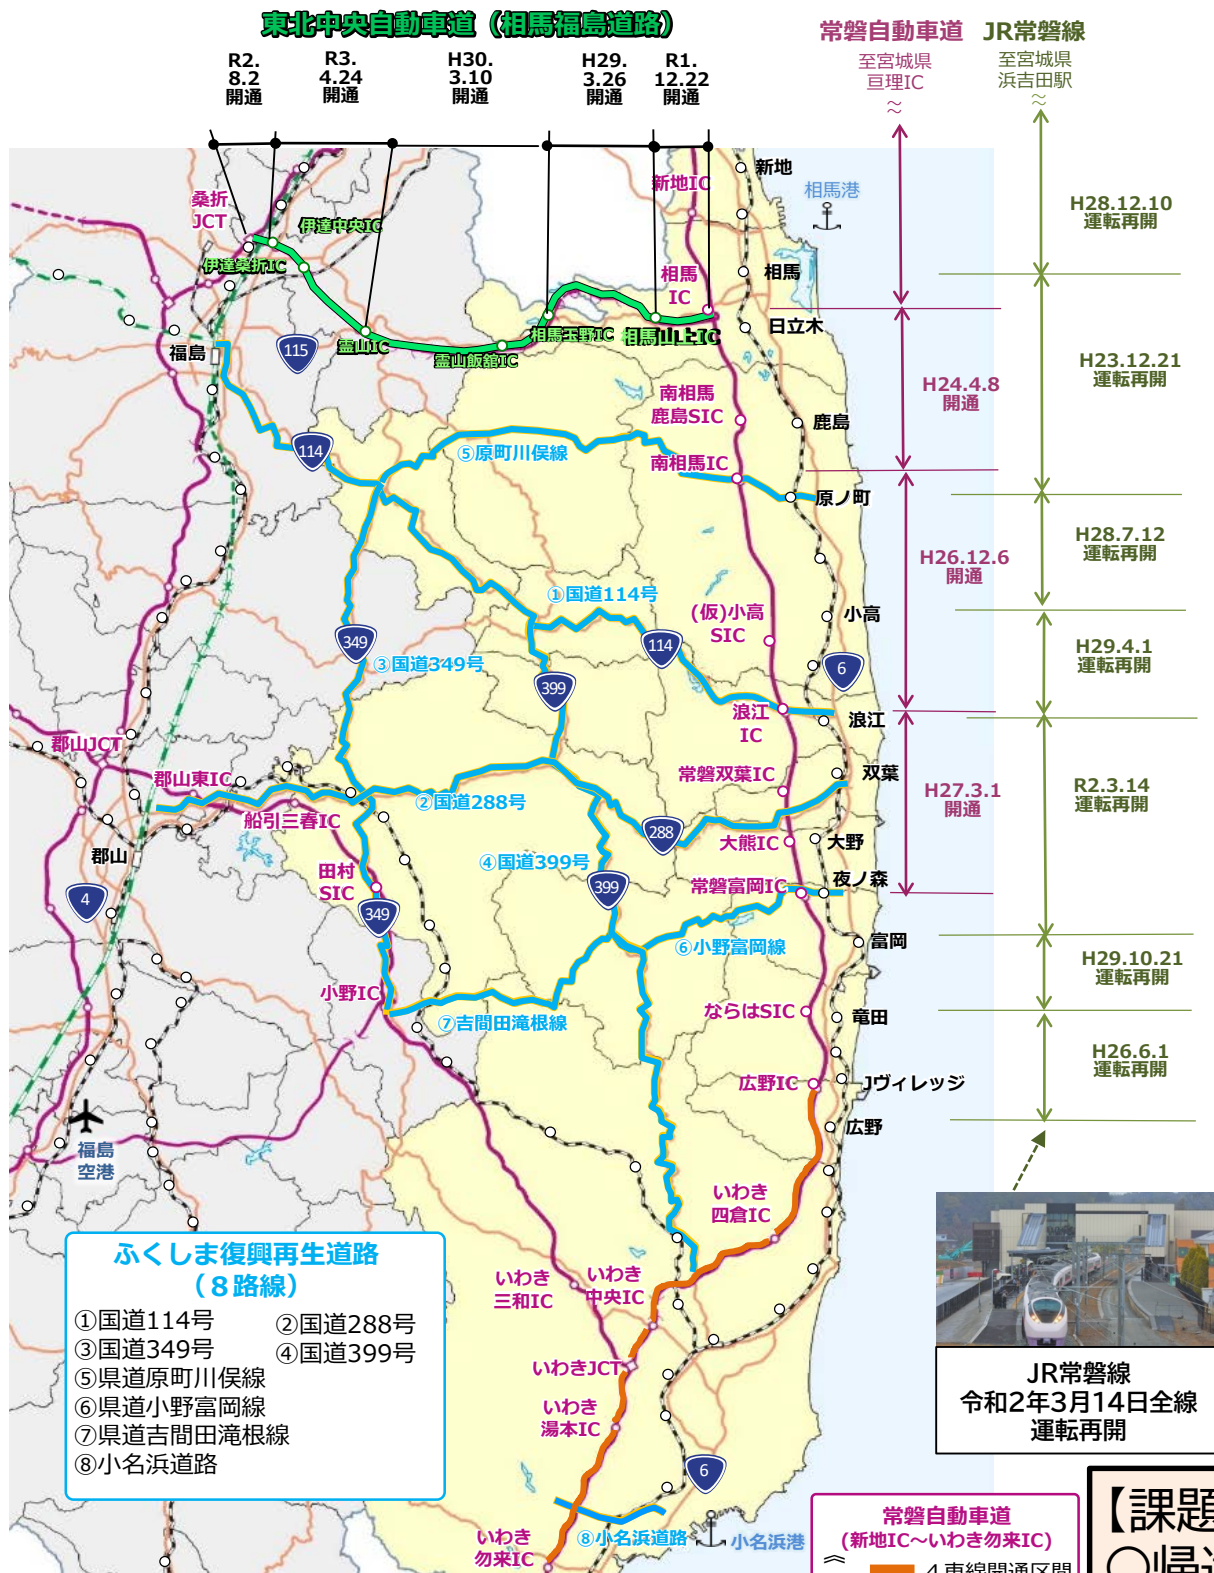 東北中央自動車道（相馬福島道路）
常磐自動車道
JR常磐線
至宮城県
亘理IC
至宮城県
浜吉田駅
R2.
8.2
開通
R3.
4.24
開通
H30.
3.10
開通
H29.
3.26
開通
R1.
12.22
開通
新地
新地IC
相馬港
桑折
JCT
伊達中央IC
伊達桑折IC
相馬
IC
相馬
H28.12.10
運転再開
霊山IC
霊山飯舘IC
相馬玉野IC
相馬山上IC
日立木
福島
115
H24.4.8
開通
H23.12.21
運転再開
南相馬
鹿島SIC
鹿島
114
⑤原町川俣線
南相馬IC
原ノ町
H26.12.6
開通
H28.7.12
運転再開
①国道114号
(仮)小高
SIC
小高
349
③国道349号
114
6
399
H29.4.1
運転再開
浪江
IC
浪江
郡山JCT
郡山東IC
常磐双葉IC
双葉
②国道288号
H27.3.1
開通
R2.3.14
運転再開
船引三春IC
288
大熊IC
大野
郡山
④国道399号
田村
SIC
399
常磐富岡IC
夜ノ森
4
349
⑥小野富岡線
富岡
H29.10.21
運転再開
小野IC
⑦吉間田滝根線
ならはSIC
竜田
H26.6.1
運転再開
広野IC
Jヴィレッジ
広野
福島
空港
いわき
四倉IC
ふくしま復興再生道路
（８路線）
①国道114号
②国道288号
③国道349号
④国道399号
⑤県道原町川俣線
⑥県道小野富岡線
⑦県道吉間田滝根線
⑧小名浜道路
いわき
三和IC
いわき
中央IC
いわきJCT
いわき
湯本IC
6
⑧小名浜道路
小名浜港
いわき
勿来IC
JR常磐線
令和2年3月14日全線
運転再開
常磐自動車道
(新地IC～いわき勿来IC)
４車線開通区間
【課題
○帰還